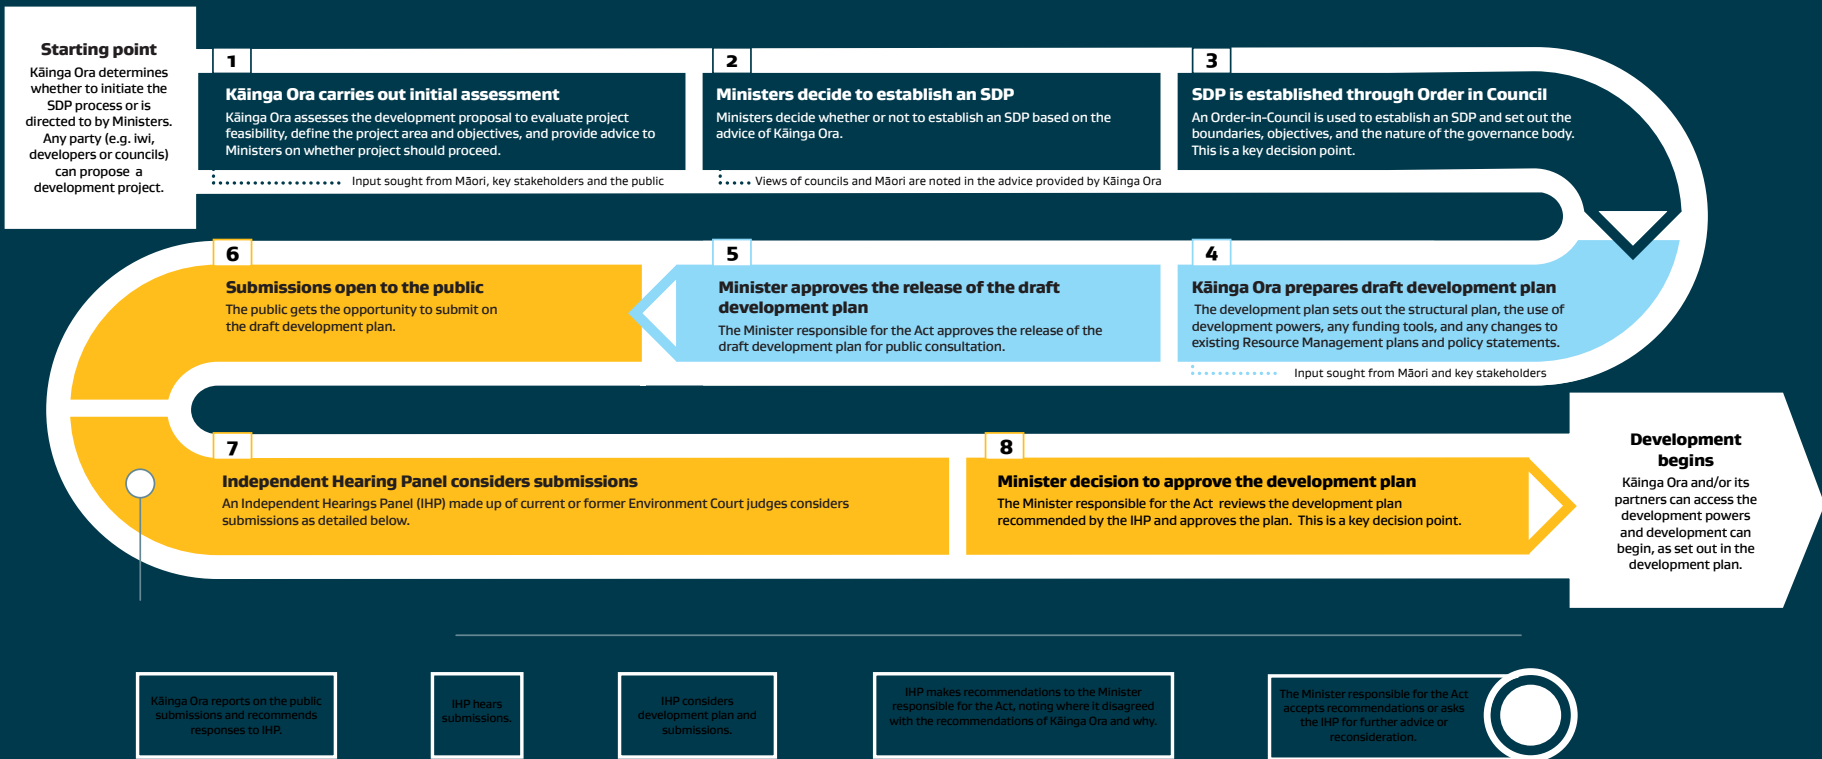 Starting point
Kāinga Ora determines
whether to initiate the
SDP process or is
directed to by Ministers.
Any party (e.g. iwi,
developers or councils)
can propose a
development project.
1
Kāinga Ora carries out initial assessment
Kāinga Ora assesses the development proposal to evaluate project
feasibility, define the project area and objectives, and provide advice to
Ministers on whether project should proceed.
Input sought from Māori, key stakeholders and the public
2
Ministers decide to establish an SDP
Ministers decide whether or not to establish an SDP based on the
advice of Kāinga Ora.
Views of councils and Māori are noted in the advice provided by Kāinga Ora
3
SDP is established through Order in Council
An Order-in-Council is used to establish an SDP and set out the
boundaries, objectives, and the nature of the governance body.
This is a key decision point.
4
Kāinga Ora prepares draft development plan
The development plan sets out the structural plan, the use of
development powers, any funding tools, and any changes to
existing Resource Management plans and policy statements.
Input sought from Māori and key stakeholders
5
Minister approves the release of the draft
development plan
The Minister responsible for the Act approves the release of the
draft development plan for public consultation.
6
Submissions open to the public
The public gets the opportunity to submit on
the draft development plan.
7
Independent Hearing Panel considers submissions
An Independent Hearings Panel (IHP) made up of current or former Environment Court judges considers
submissions as detailed below.
8
Minister decision to approve the development plan
The Minister responsible for the Act reviews the development plan
recommended by the IHP and approves the plan. This is a key decision point.
Development
begins
Kāinga Ora and/or its
partners can access the
development powers
and development can
begin, as set out in the
development plan.
Kāinga Ora reports on the public
submissions and recommends
responses to IHP.
IHP hears
submissions.
IHP considers
development plan and
submissions.
IHP makes recommendations to the Minister
responsible for the Act, noting where it disagreed
with the recommendations of Kāinga Ora and why.
The Minister responsible for the Act
accepts recommendations or asks
the IHP for further advice or
reconsideration.